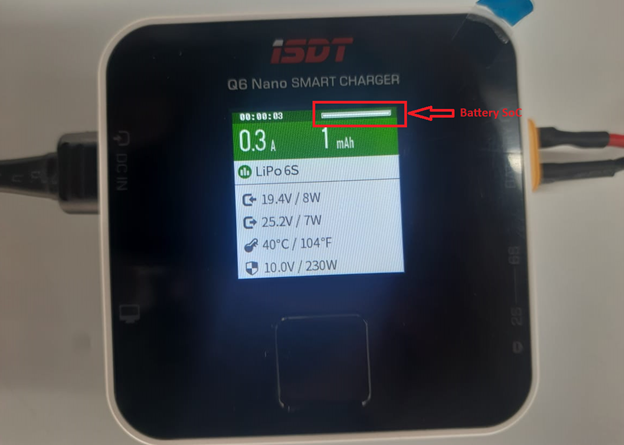 iSDT
Q6 Nano SMART CHARGER
00:00:03
0.3 A 1 mAh
Battery SoC
LiPo 6S
19.4V / 8W
25.2V / 7W
40°C / 104°F
10.0V / 230W
DC IN
2S 6S